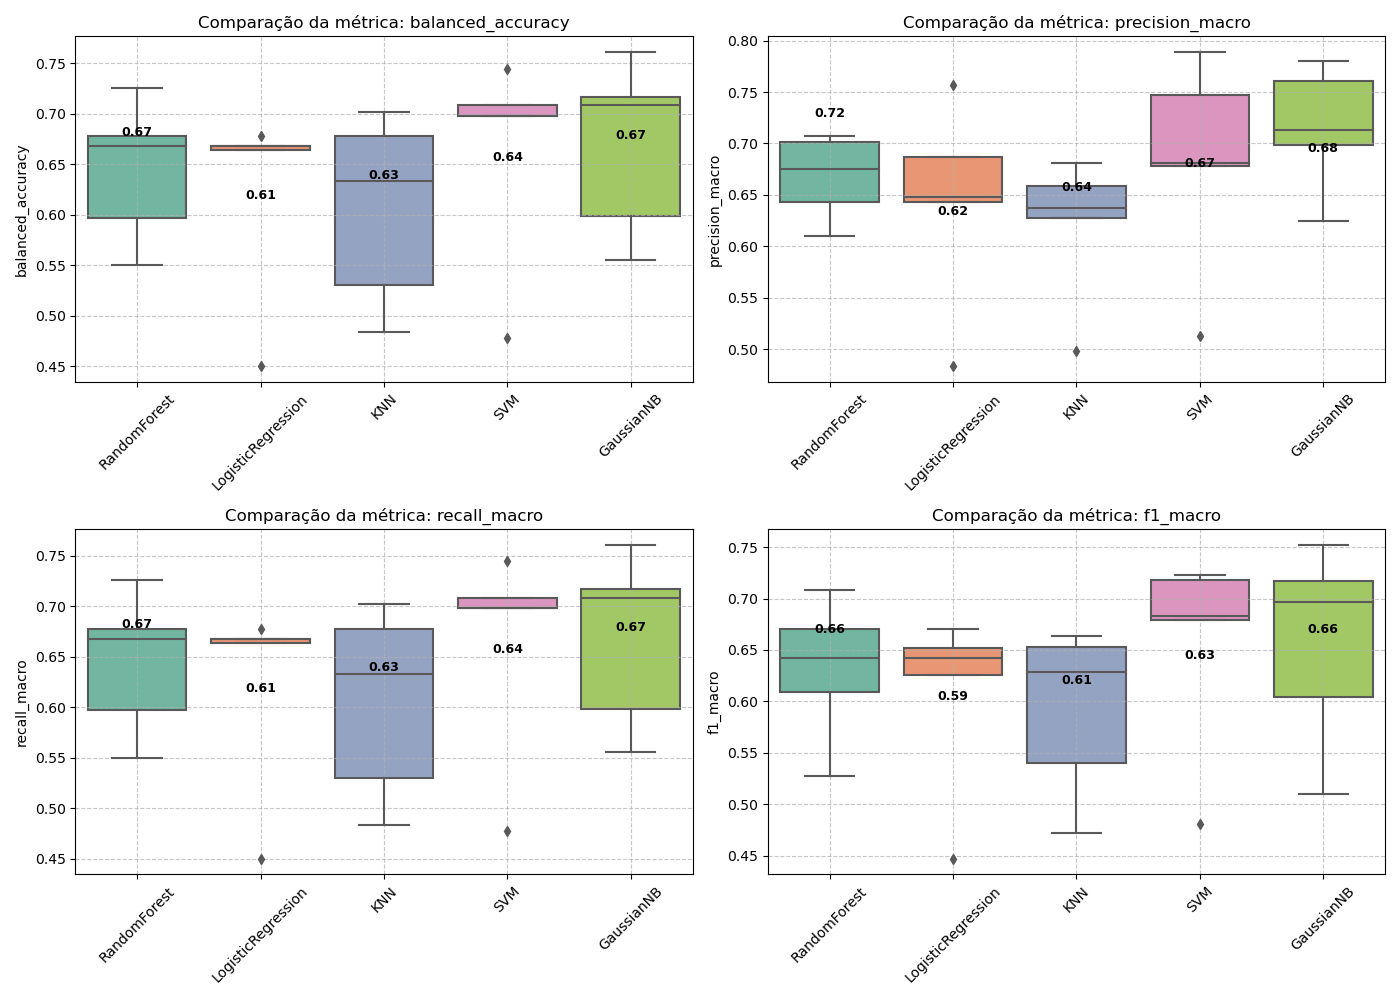 Comparação da métrica: balanced_accuracy
balanced_accuracy
0.75
0.70
0.65
0.60
0.55
0.50
0.45
0.67
0.61
0.63
0.64
0.67
RandomForest
LogisticRegression
KNN
SVM
GaussianNB
Comparação da métrica: precision_macro
precision_macro
0.80
0.75
0.70
0.65
0.60
0.55
0.50
0.72
0.62
0.64
0.67
0.68
RandomForest
LogisticRegression
KNN
SVM
GaussianNB
Comparação da métrica: recall_macro
recall_macro
0.75
0.70
0.65
0.60
0.55
0.50
0.45
0.67
0.61
0.63
0.64
0.67
RandomForest
LogisticRegression
KNN
SVM
GaussianNB
Comparação da métrica: f1_macro
f1_macro
0.75
0.70
0.65
0.60
0.55
0.50
0.45
0.66
0.59
0.61
0.63
0.66
RandomForest
LogisticRegression
KNN
SVM
GaussianNB